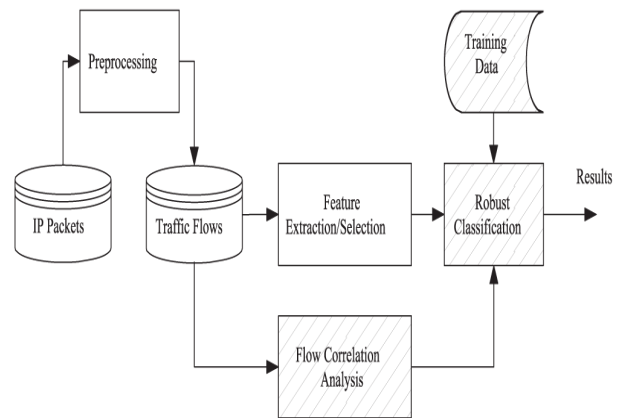 Preprocessing
Training
Data
Results
IP Packets
Traffic Flows
Feature
Extraction/Selection
Robust
Classification
Flow Correlation
Analysis